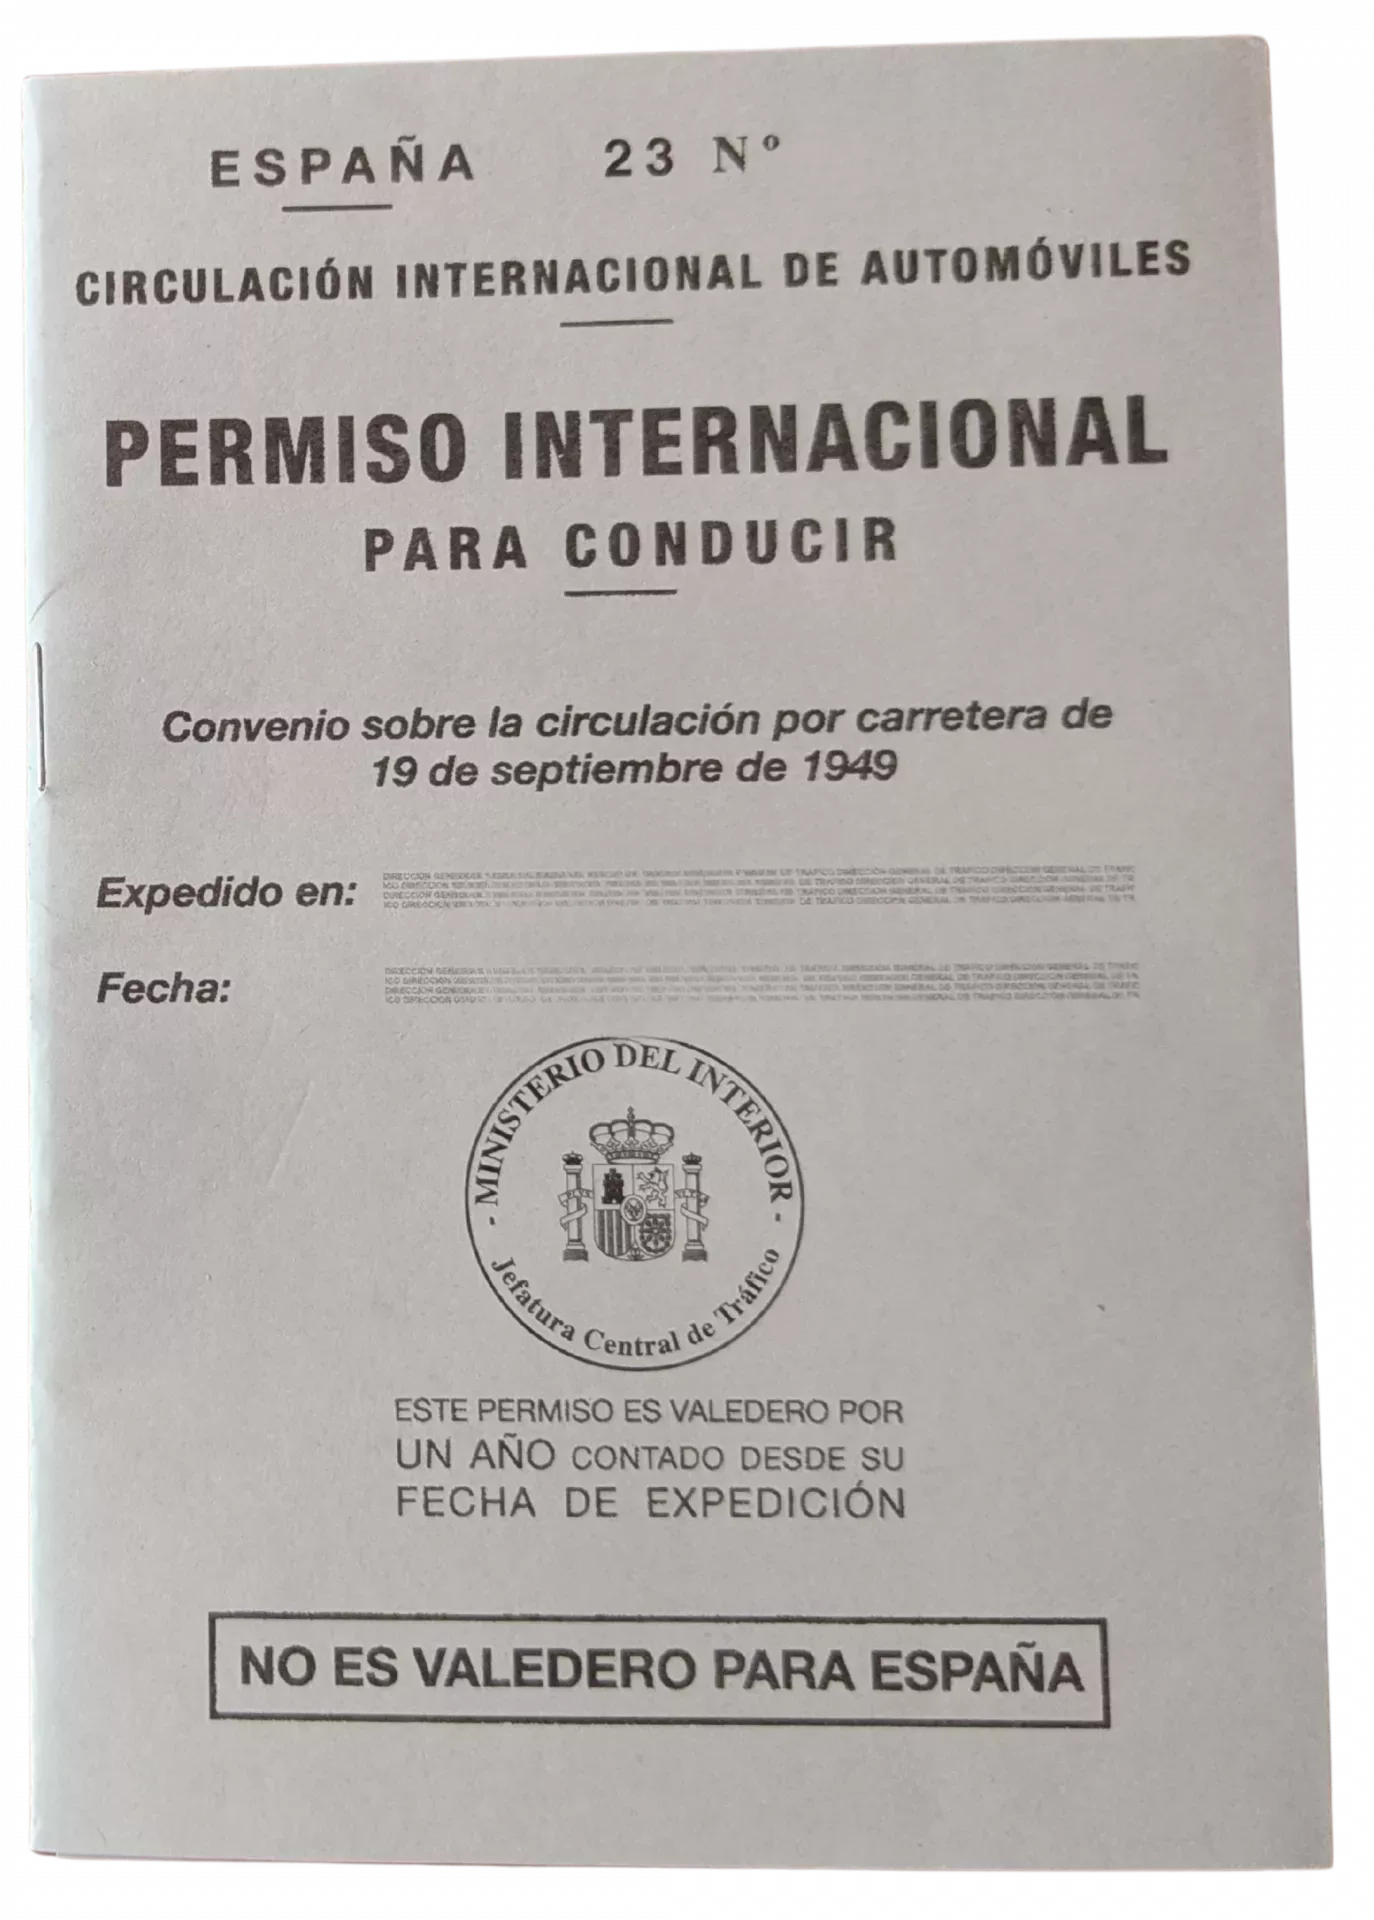 ESPAÑA 23 Nº
CIRCULACIÓN INTERNACIONAL DE AUTOMÓVILES
PERMISO INTERNACIONAL
PARA CONDUCIR
Convenio sobre la circulación por carretera de
19 de septiembre de 1949
Expedido en:
Fecha:
- MINISTERIO DEL INTERIOR -
Jefatura Central de Tráfico
ESTE PERMISO ES VALEDERO POR
UN AÑO CONTADO DESDE SU
FECHA DE EXPEDICIÓN
NO ES VALEDERO PARA ESPAÑA